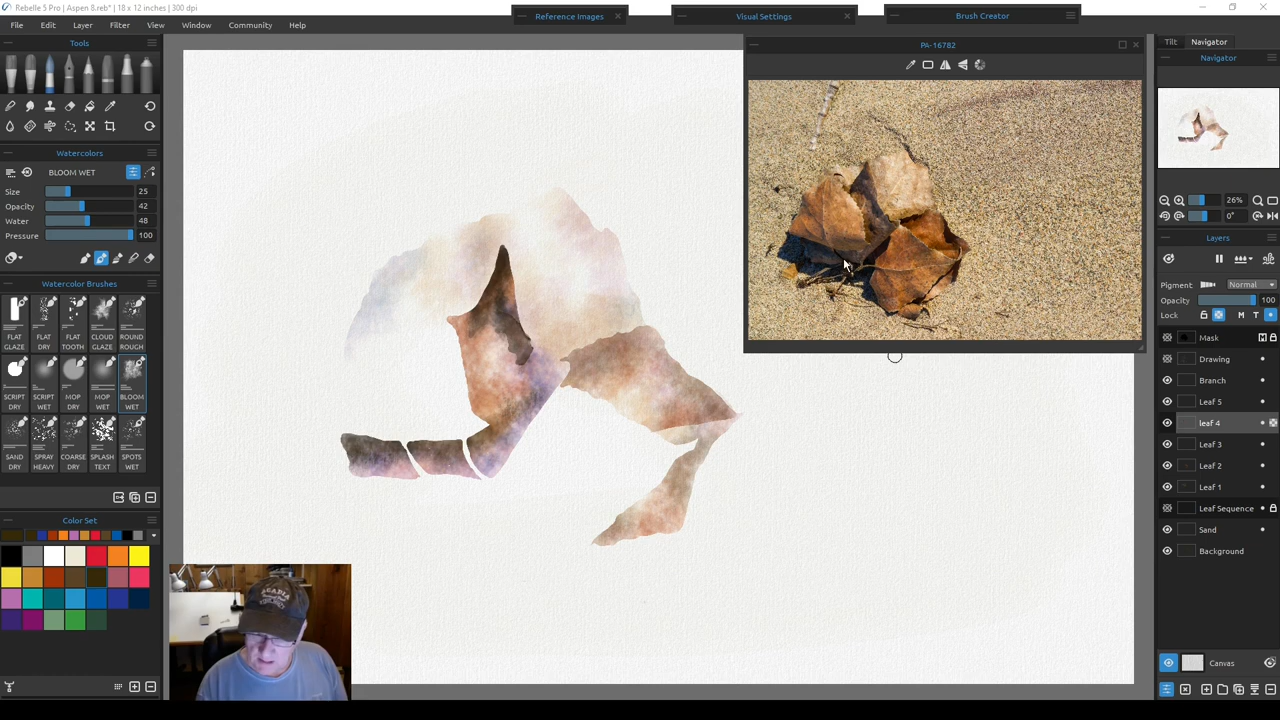 Rebelle 5 Pro | Aspen 8.reb* | 18 x 12 inches | 300 dpi
Reference Images
Visual Settings
Brush Creator
File Edit Layer Filter View Window Community Help
Tools
PA-16782
Tilt Navigator
Navigator
Watercolors
BLOOM WET
Size 25
Opacity 42
Water 48
Pressure 100
26%
0°
Layers
Pigment Normal
Opacity 100
Lock M T
Watercolor Brushes
FLAT GLAZE
FLAT DRY
FLAT TOOTH
CLOUD GLAZE
ROUND ROUGH
SCRIPT DRY
SCRIPT WET
MOP DRY
MOP WET
BLOOM WET
SAND DRY
SPRAY HEAVY
COARSE DRY
SPLASH TEXT
SPOTS WET
Mask
Drawing
Branch
Leaf 5
leaf 4
Leaf 3
Leaf 2
Leaf 1
Leaf Sequence
Sand
Background
Color Set
ACADIA
Canvas